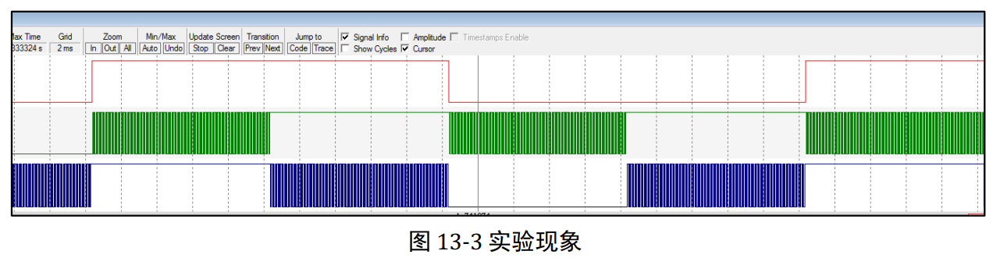 Max Time Grid Zoom Min/Max Update Screen Transition Jump to Signal Info Amplitude Timestamps Enable
333324 s 2 ms In Out All Auto Undo Stop Clear Prev Next Code Trace Show Cycles Cursor
图 13-3 实验现象